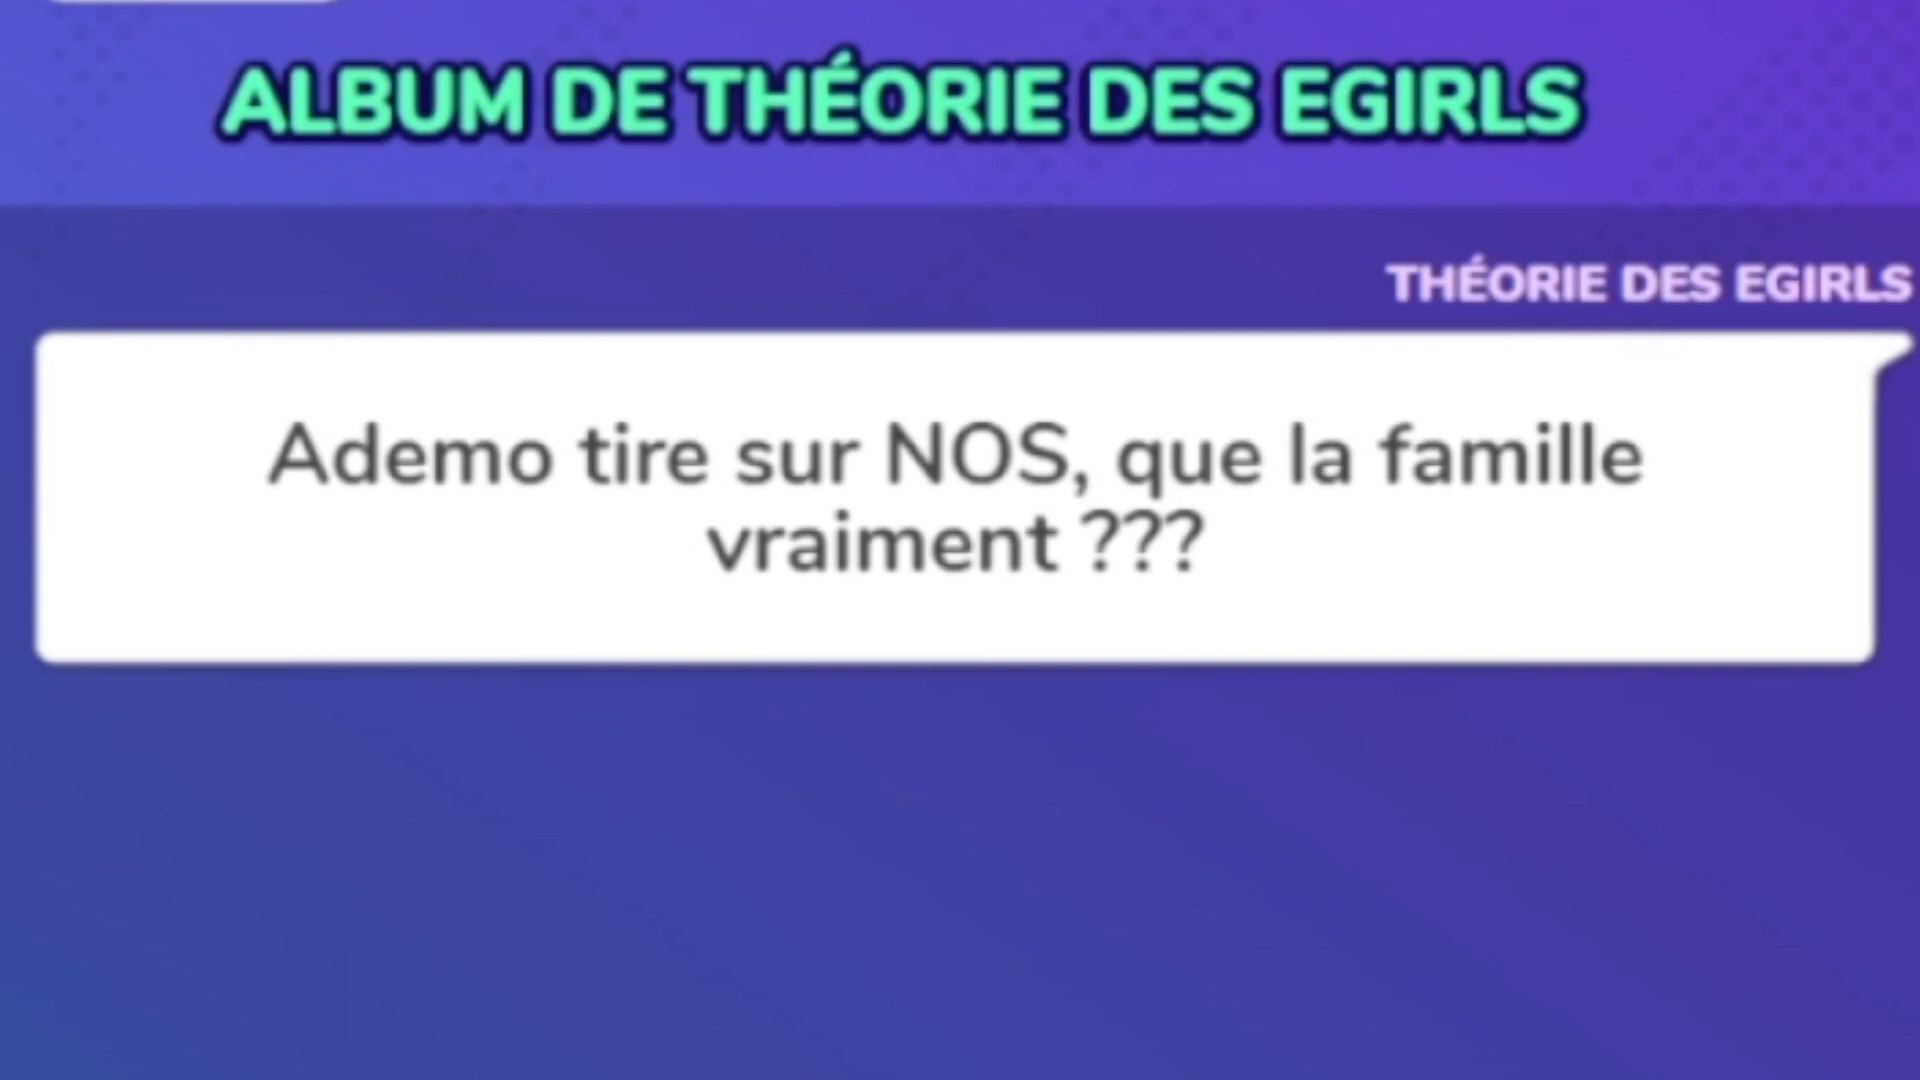 ALBUM DE THÉORIE DES EGIRLS
THÉORIE DES EGIRLS
Ademo tire sur NOS, que la famille
vraiment ???